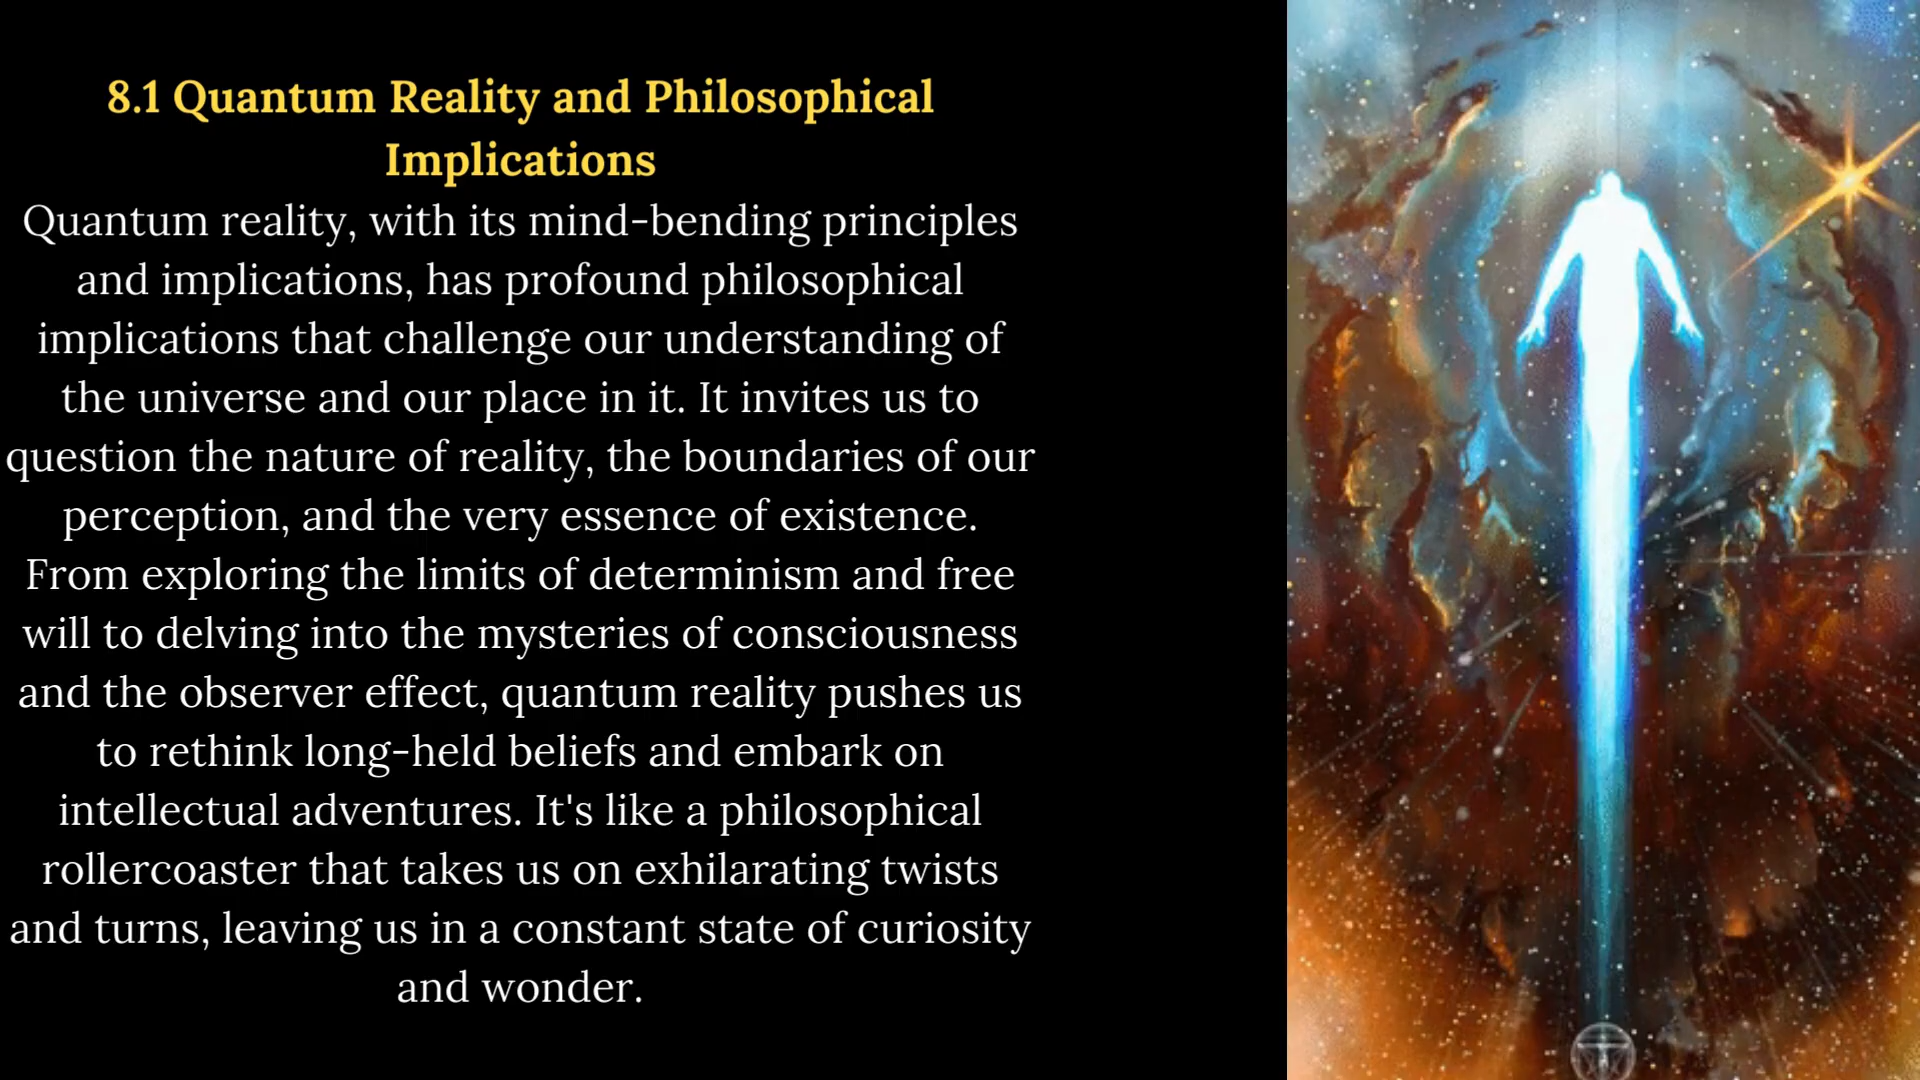 8.1 Quantum Reality and Philosophical
Implications
Quantum reality, with its mind-bending principles
and implications, has profound philosophical
implications that challenge our understanding of
the universe and our place in it. It invites us to
question the nature of reality, the boundaries of our
perception, and the very essence of existence.
From exploring the limits of determinism and free
will to delving into the mysteries of consciousness
and the observer effect, quantum reality pushes us
to rethink long-held beliefs and embark on
intellectual adventures. It's like a philosophical
rollercoaster that takes us on exhilarating twists
and turns, leaving us in a constant state of curiosity
and wonder.